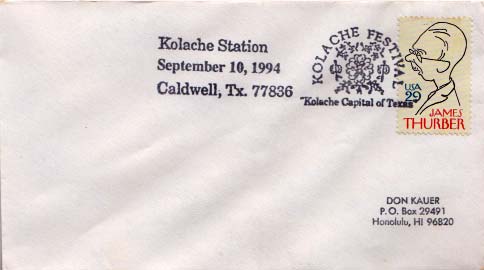 Kolache Station
September 10, 1994
Caldwell, Tx. 77836
KOLACHE FESTIVAL
"Kolache Capital of Texas"
USA
29
JAMES
THURBER
DON KAUER
P.O. Box 29491
Honolulu, HI 96820